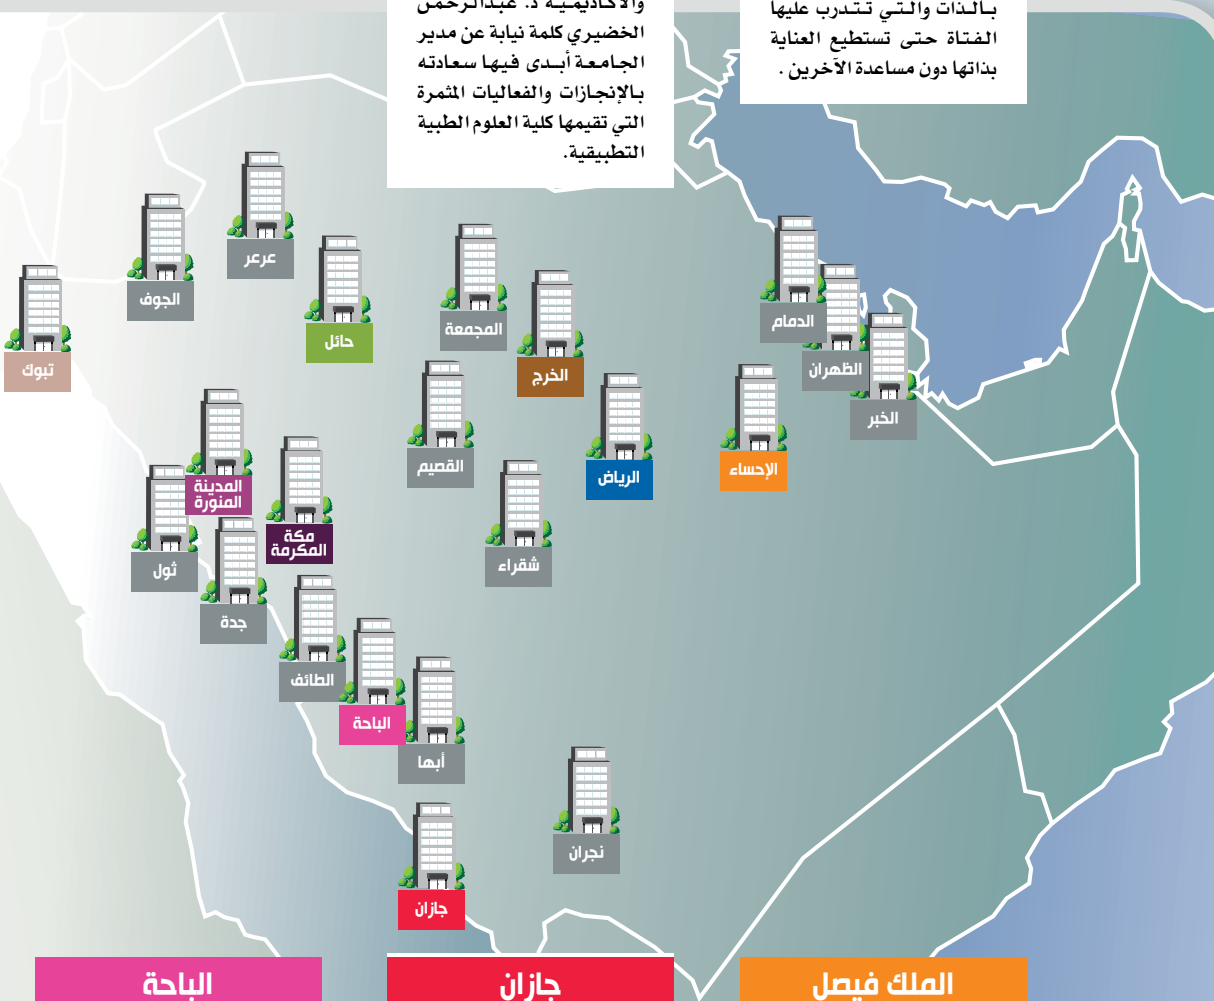 بالذات والتي تتدرب عليها
الفتاة حتى تستطيع العناية
بذاتها دون مساعدة الآخرين .
والأكاديمية د. عبدالرحمن
الخضيري كلمة نيابة عن مدير
الجامعة أبدى فيها سعادته
بالإنجازات والفعاليات المثمرة
التي تقيمها كلية العلوم الطبية
التطبيقية.
عرعر
الجوف
تبوك
حائل
المجمعة
الخرج
الدمام
الظهران
الخبر
القصيم
الرياض
الإحساء
المدينة
المنورة
مكة
المكرمة
ثول
شقراء
جدة
الطائف
الباحة
أبها
نجران
جازان
الملك فيصل
جازان
الباحة